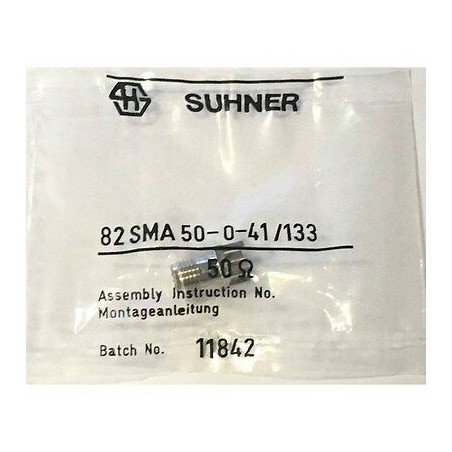 SUHNER
82 SMA 50-0-41/133
50 Ω
Assembly Instruction No.
Montageanleitung
Batch No. 11842